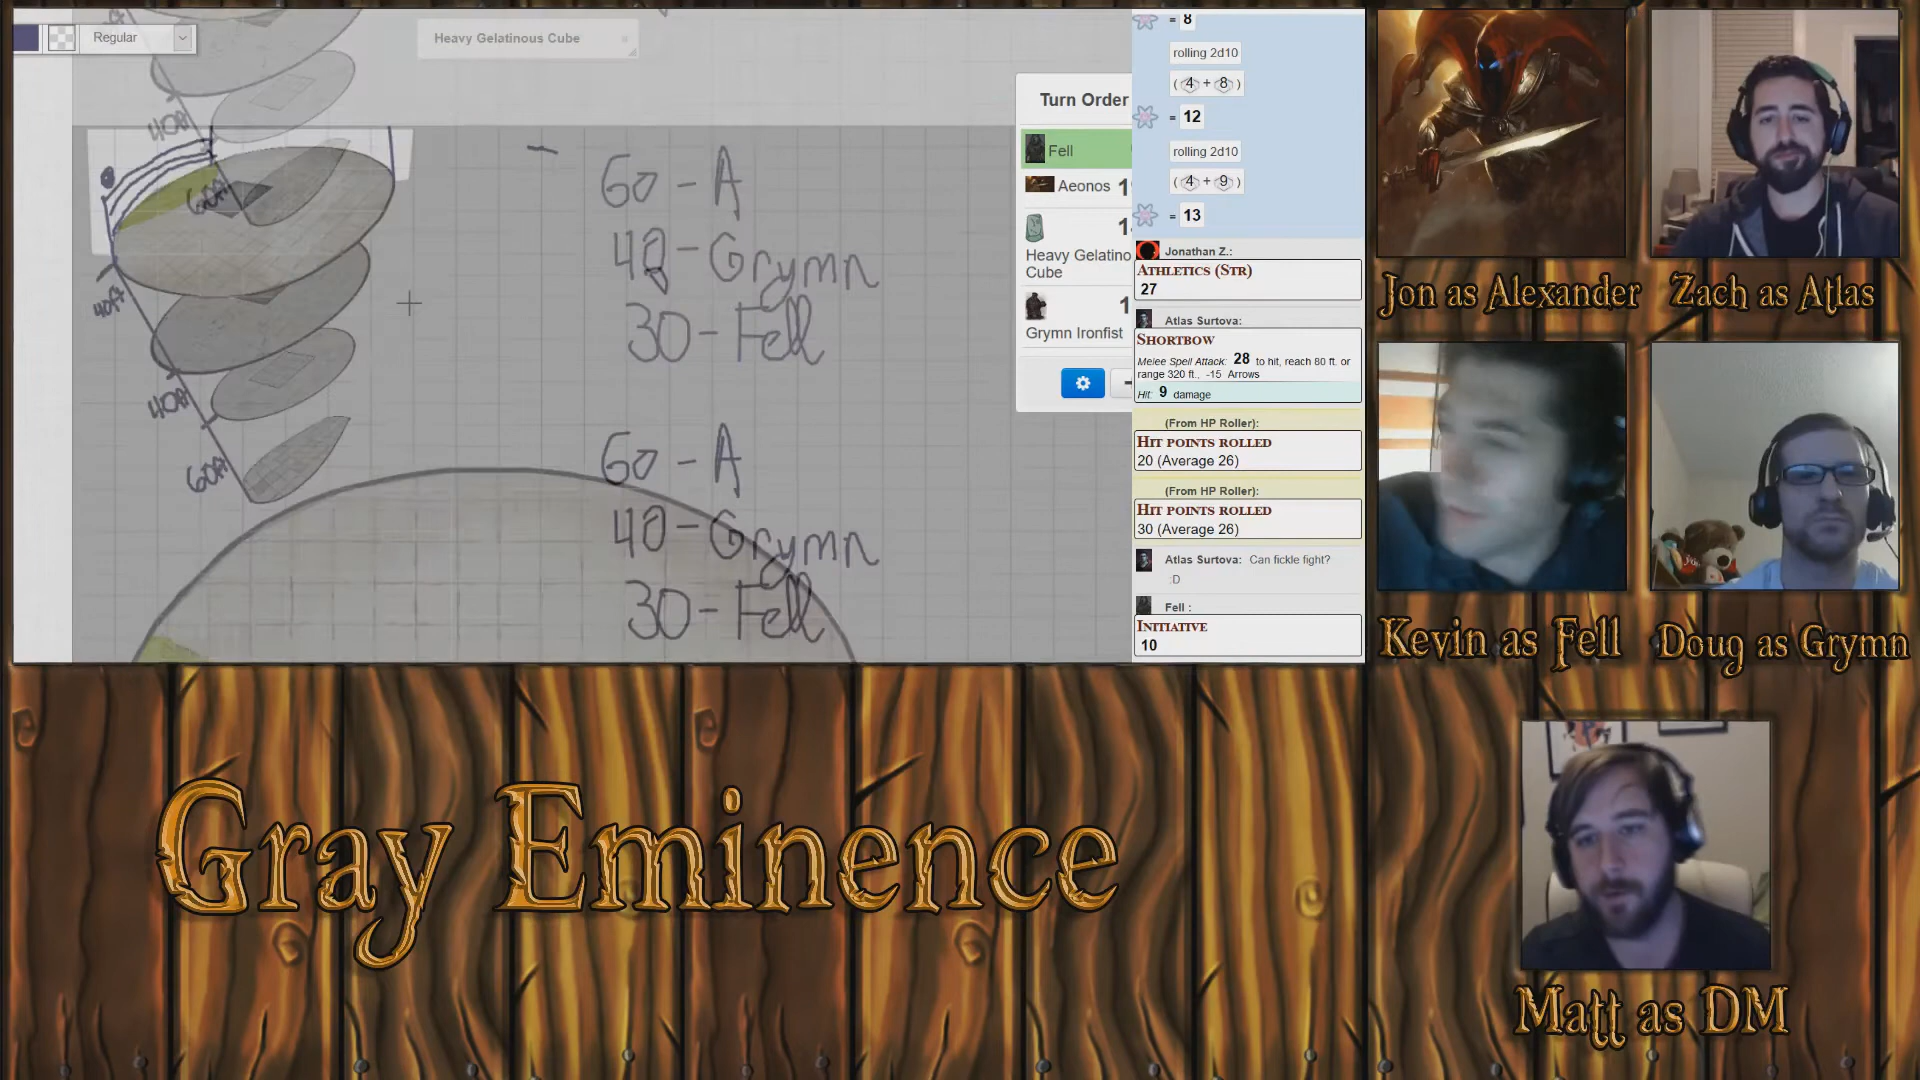 Regular
Heavy Gelatinous Cube
40ft
60ft
40ft
40ft
60ft
60 - A
40 - Grymn
30 - Fell
60 - A
40 - Grymn
30 - Fell
Turn Order
Fell
Aeonos
Heavy Gelatino
Cube
Grymn Ironfist
= 8
rolling 2d10
(4 + 8)
= 12
rolling 2d10
(4 + 9)
= 13
Jonathan Z.:
ATHLETICS (STR)
27
Atlas Surtova:
SHORTBOW
Melee Spell Attack: 28 to hit, reach 80 ft. or
range 320 ft., -15 Arrows
Hit: 9 damage
(From HP Roller):
HIT POINTS ROLLED
20 (Average 26)
(From HP Roller):
HIT POINTS ROLLED
30 (Average 26)
Atlas Surtova: Can fickle fight?
:D
Fell :
INITIATIVE
10
Jon as Alexander
Zach as Atlas
Kevin as Fell
Doug as Grymn
Matt as DM
Gray Eminence